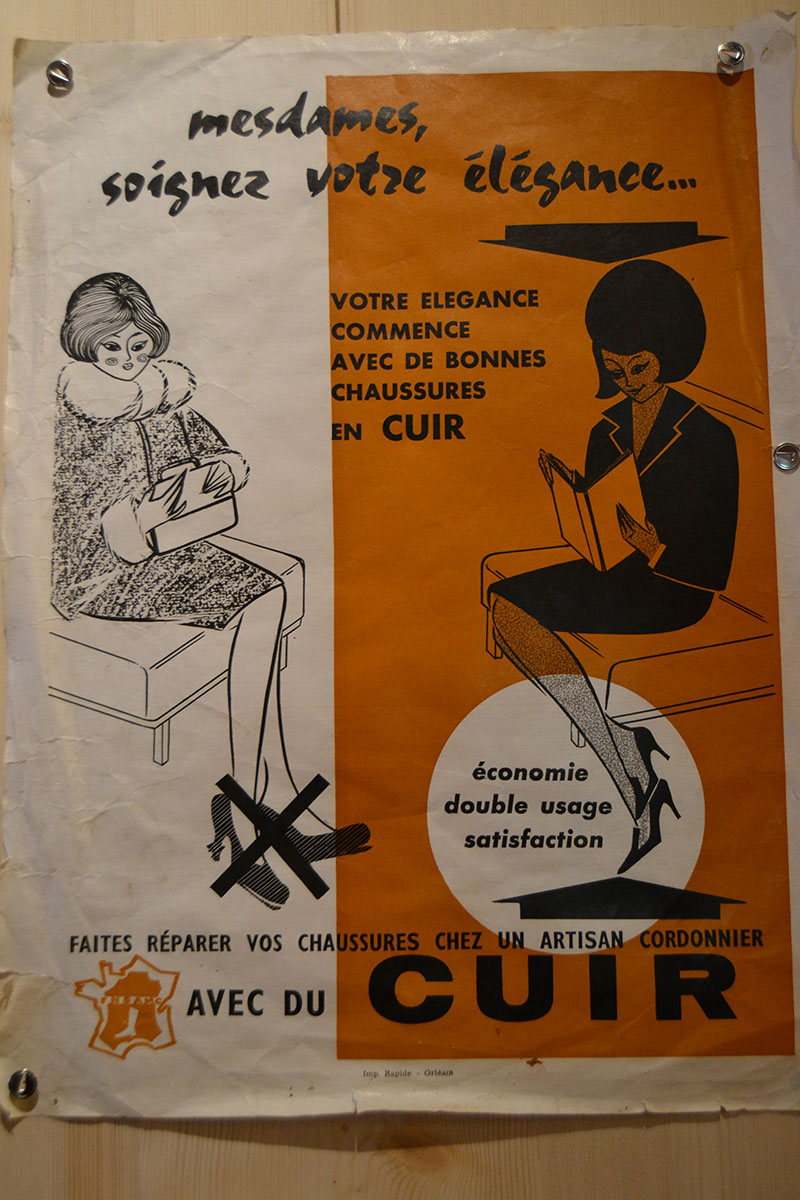 mesdames,
soignez votre élégance...
VOTRE ELEGANCE
COMMENCE
AVEC DE BONNES
CHAUSSURES
EN CUIR
économie
double usage
satisfaction
FAITES RÉPARER VOS CHAUSSURES CHEZ UN ARTISAN CORDONNIER
AVEC DU CUIR
Imp. Rapide - Orléans